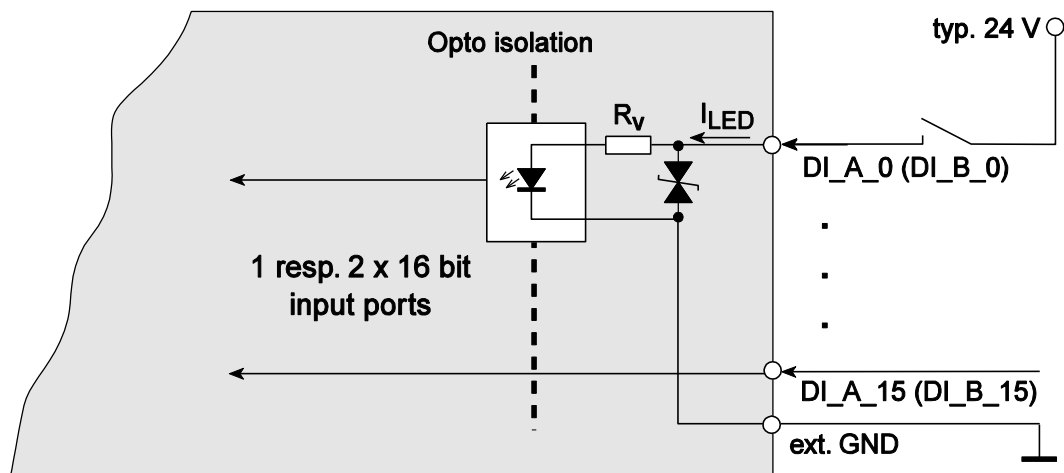 typ. 24 V
Opto isolation
Rv
ILED
DI_A_0 (DI_B_0)
1 resp. 2 x 16 bit
input ports
DI_A_15 (DI_B_15)
ext. GND